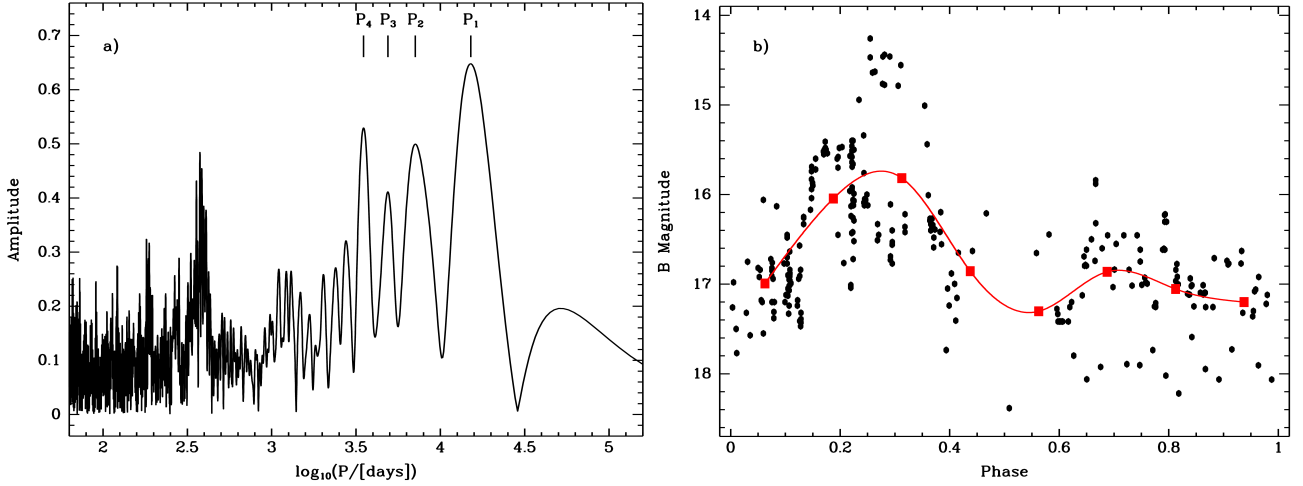 P4 P3 P2 P1
a)
0.7
0.6
0.5
0.4
0.3
0.2
0.1
0
Amplitude
2 2.5 3 3.5 4 4.5 5
log10(P/[days])
b)
14
15
16
17
18
B Magnitude
0 0.2 0.4 0.6 0.8 1
Phase